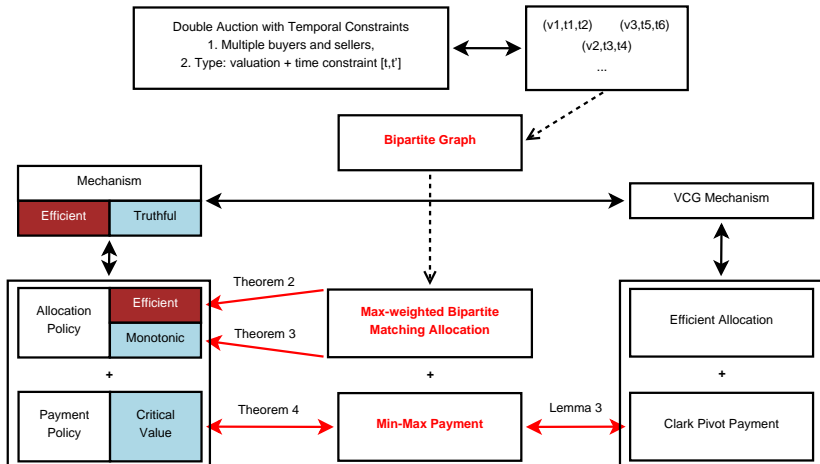 Double Auction with Temporal Constraints
1. Multiple buyers and sellers,
2. Type: valuation + time constraint [t,t']
(v1,t1,t2) (v3,t5,t6)
(v2,t3,t4)
...
Bipartite Graph
Mechanism
Efficient Truthful
VCG Mechanism
Theorem 2
Allocation
Policy
Efficient
Monotonic
Theorem 3
Max-weighted Bipartite
Matching Allocation
Efficient Allocation
+ + +
Payment
Policy
Critical
Value
Theorem 4
Min-Max Payment
Lemma 3
Clark Pivot Payment